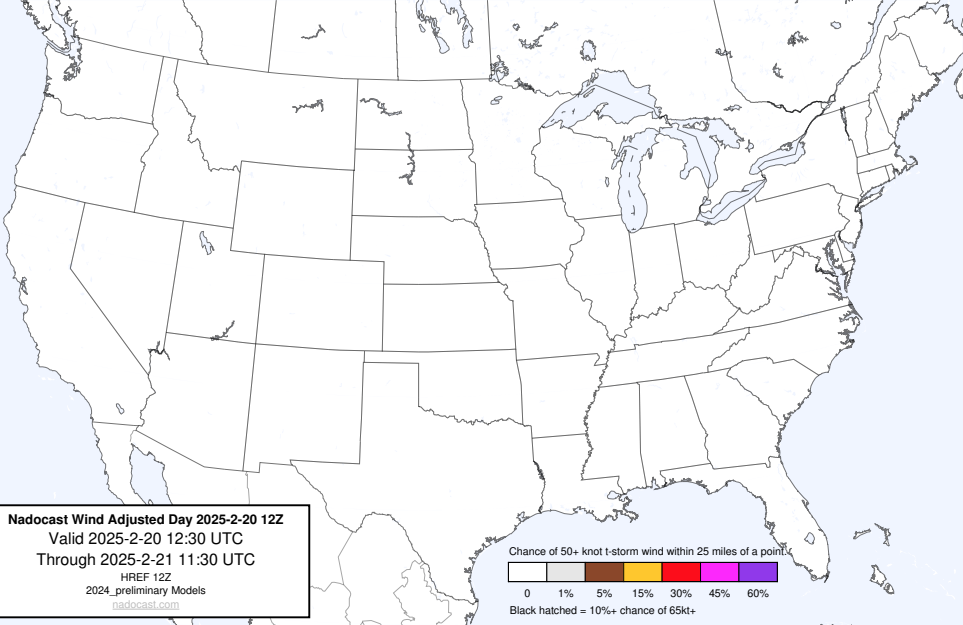 Nadocast Wind Adjusted Day 2025-2-20 12Z
Valid 2025-2-20 12:30 UTC
Through 2025-2-21 11:30 UTC
HREF 12Z
2024_preliminary Models
nadocast.com
Chance of 50+ knot t-storm wind within 25 miles of a point.
0 1% 5% 15% 30% 45% 60%
Black hatched = 10%+ chance of 65kt+